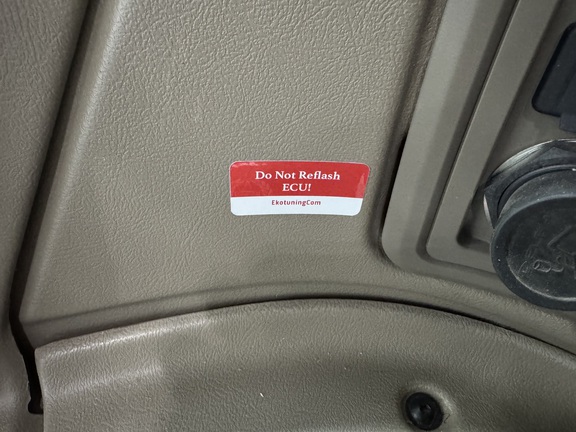 Do Not Reflash
ECU!
EkotuningCom